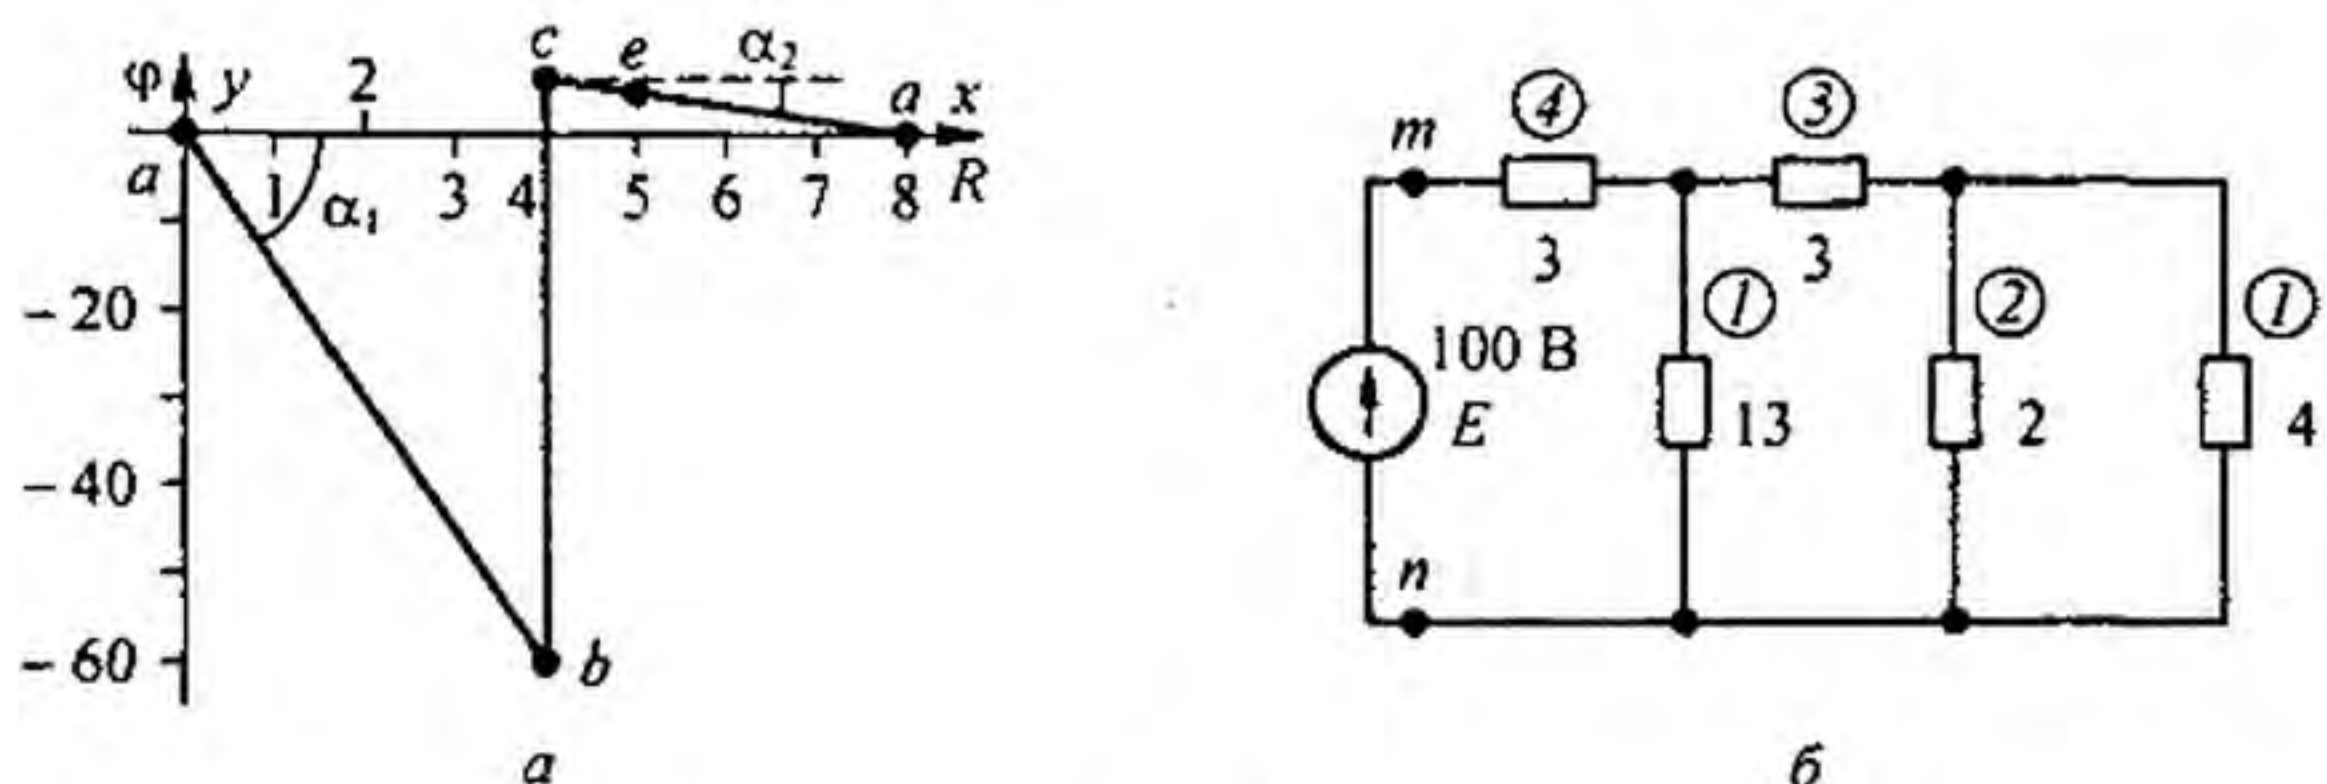 c e α₂
φ y 2 a x
a 1 α₁ 3 4 5 6 7 8 R
– 20
– 40
– 60 b
а
④ ③
m
3 3
① ② ①
100 В
E 13 2 4
n
б